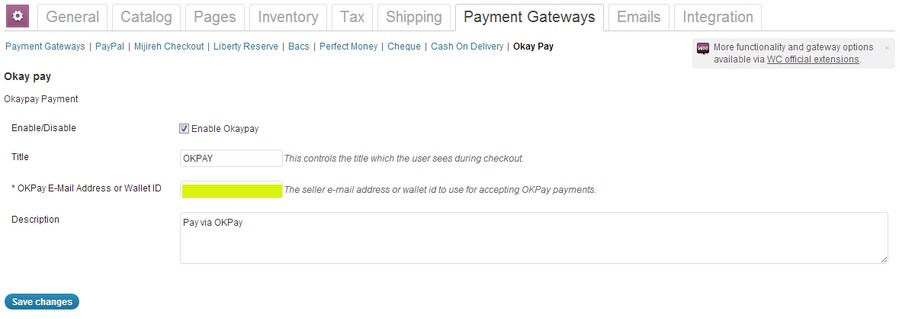 General Catalog Pages Inventory Tax Shipping Payment Gateways Emails Integration
Payment Gateways | PayPal | Mijireh Checkout | Liberty Reserve | Bacs | Perfect Money | Cheque | Cash On Delivery | Okay Pay
More functionality and gateway options
available via WC official extensions.
Okay pay
Okaypay Payment
Enable/Disable Enable Okaypay
Title OKPAY This controls the title which the user sees during checkout.
* OKPay E-Mail Address or Wallet ID The seller e-mail address or wallet id to use for accepting OKPay payments.
Description Pay via OKPay
Save changes